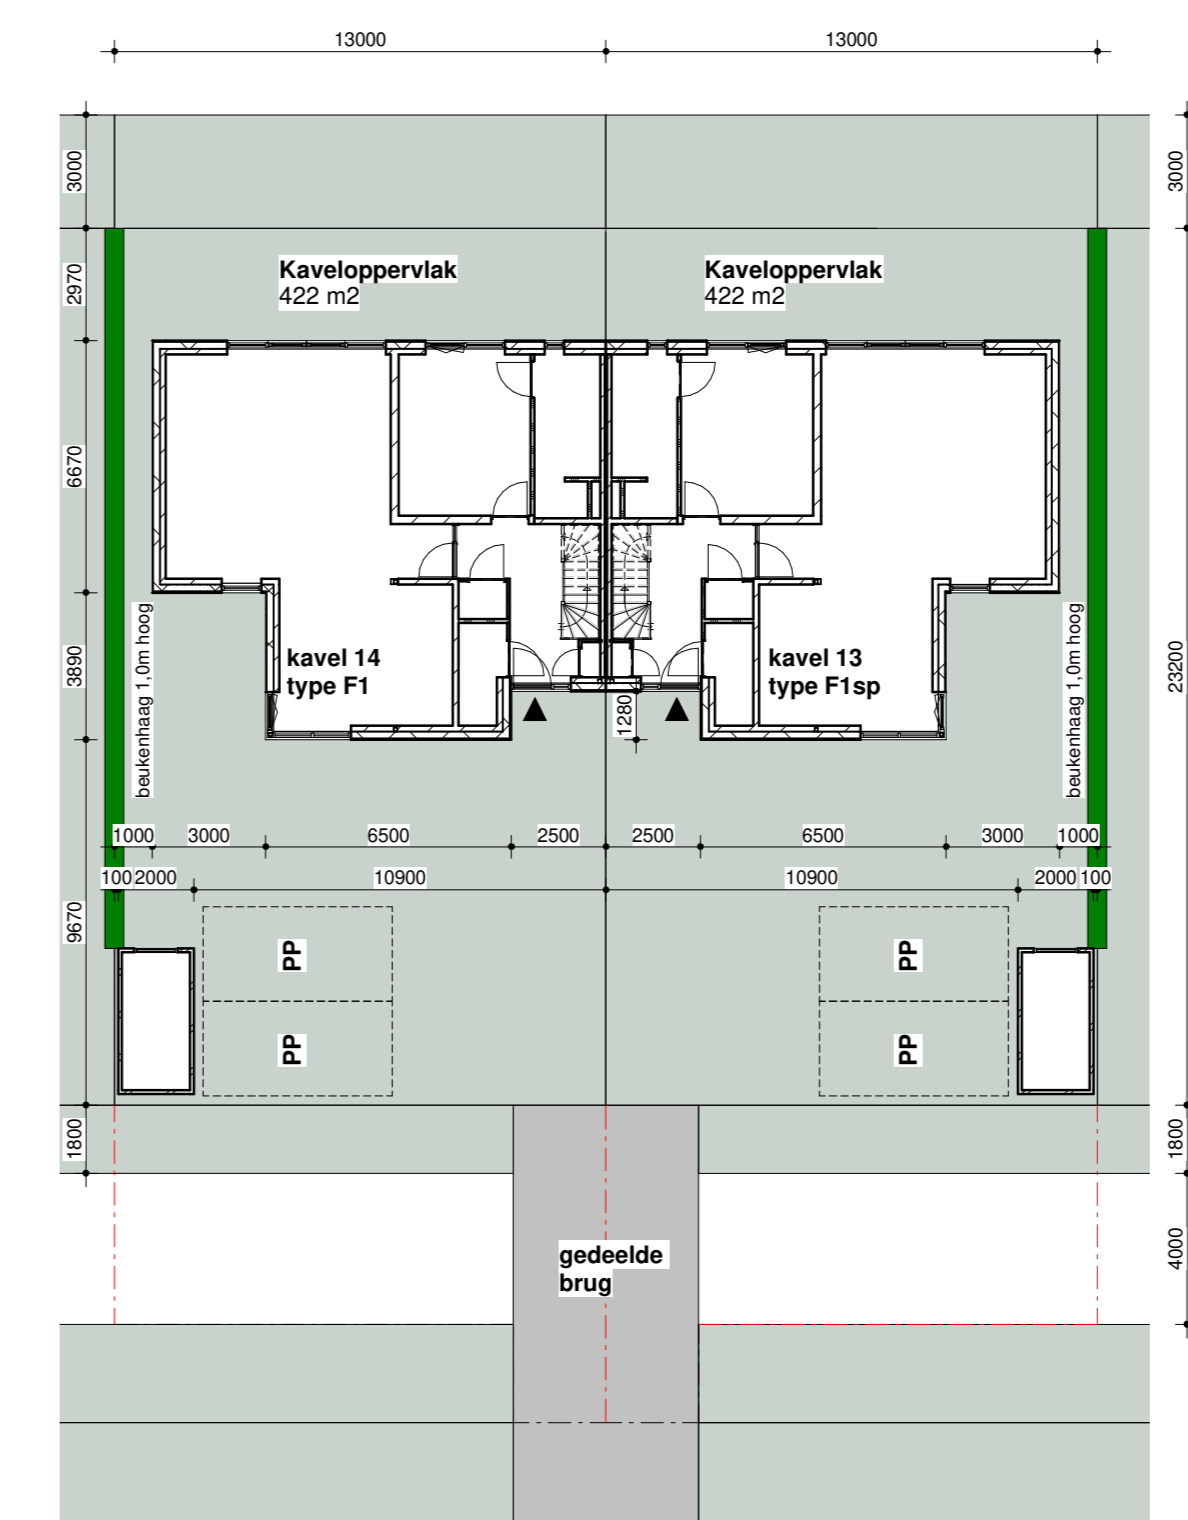 13000 13000
3000 3000
2970
Kaveloppervlak Kaveloppervlak
422 m2 422 m2
6670
3890
23200
beukenhaag 1,0m hoog beukenhaag 1,0m hoog
kavel 14 kavel 13
type F1 type F1sp
1280
1000 3000 6500 2500 2500 6500 3000 1000
100 2000 10900 10900 2000 100
9670
PP PP
PP PP
1800 1800
4000
gedeelde
brug